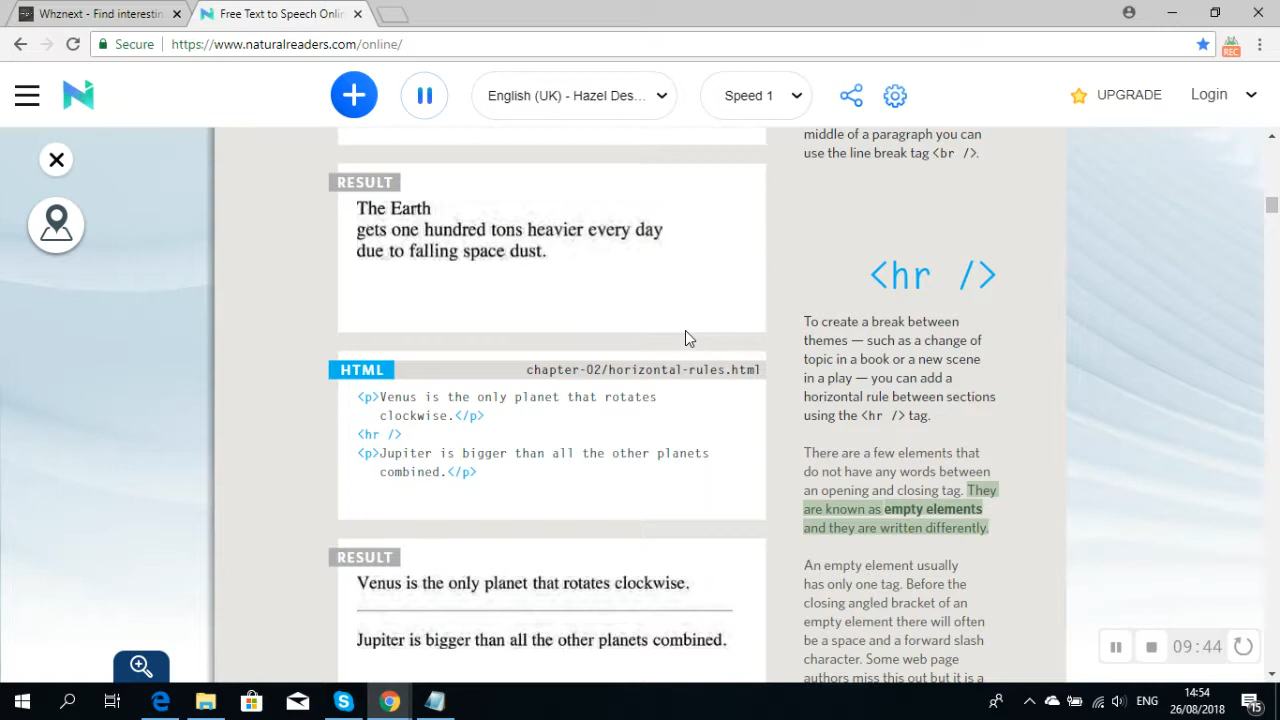 Whznext - Find interestin
Free Text to Speech Onlin
Secure
https://www.naturalreaders.com/online/
REC
English (UK) - Hazel Des...
Speed 1
UPGRADE
Login
middle of a paragraph you can
use the line break tag <br />.
RESULT
The Earth
gets one hundred tons heavier every day
due to falling space dust.
<hr />
To create a break between
themes — such as a change of
topic in a book or a new scene
in a play — you can add a
horizontal rule between sections
using the <hr /> tag.
HTML
chapter-02/horizontal-rules.html
<p>Venus is the only planet that rotates
clockwise.</p>
<hr />
<p>Jupiter is bigger than all the other planets
combined.</p>
There are a few elements that
do not have any words between
an opening and closing tag. They
are known as empty elements
and they are written differently.
RESULT
Venus is the only planet that rotates clockwise.
Jupiter is bigger than all the other planets combined.
An empty element usually
has only one tag. Before the
closing angled bracket of an
empty element there will often
be a space and a forward slash
character. Some web page
authors miss this out but it is a
09:44
ENG
14:54
26/08/2018
15